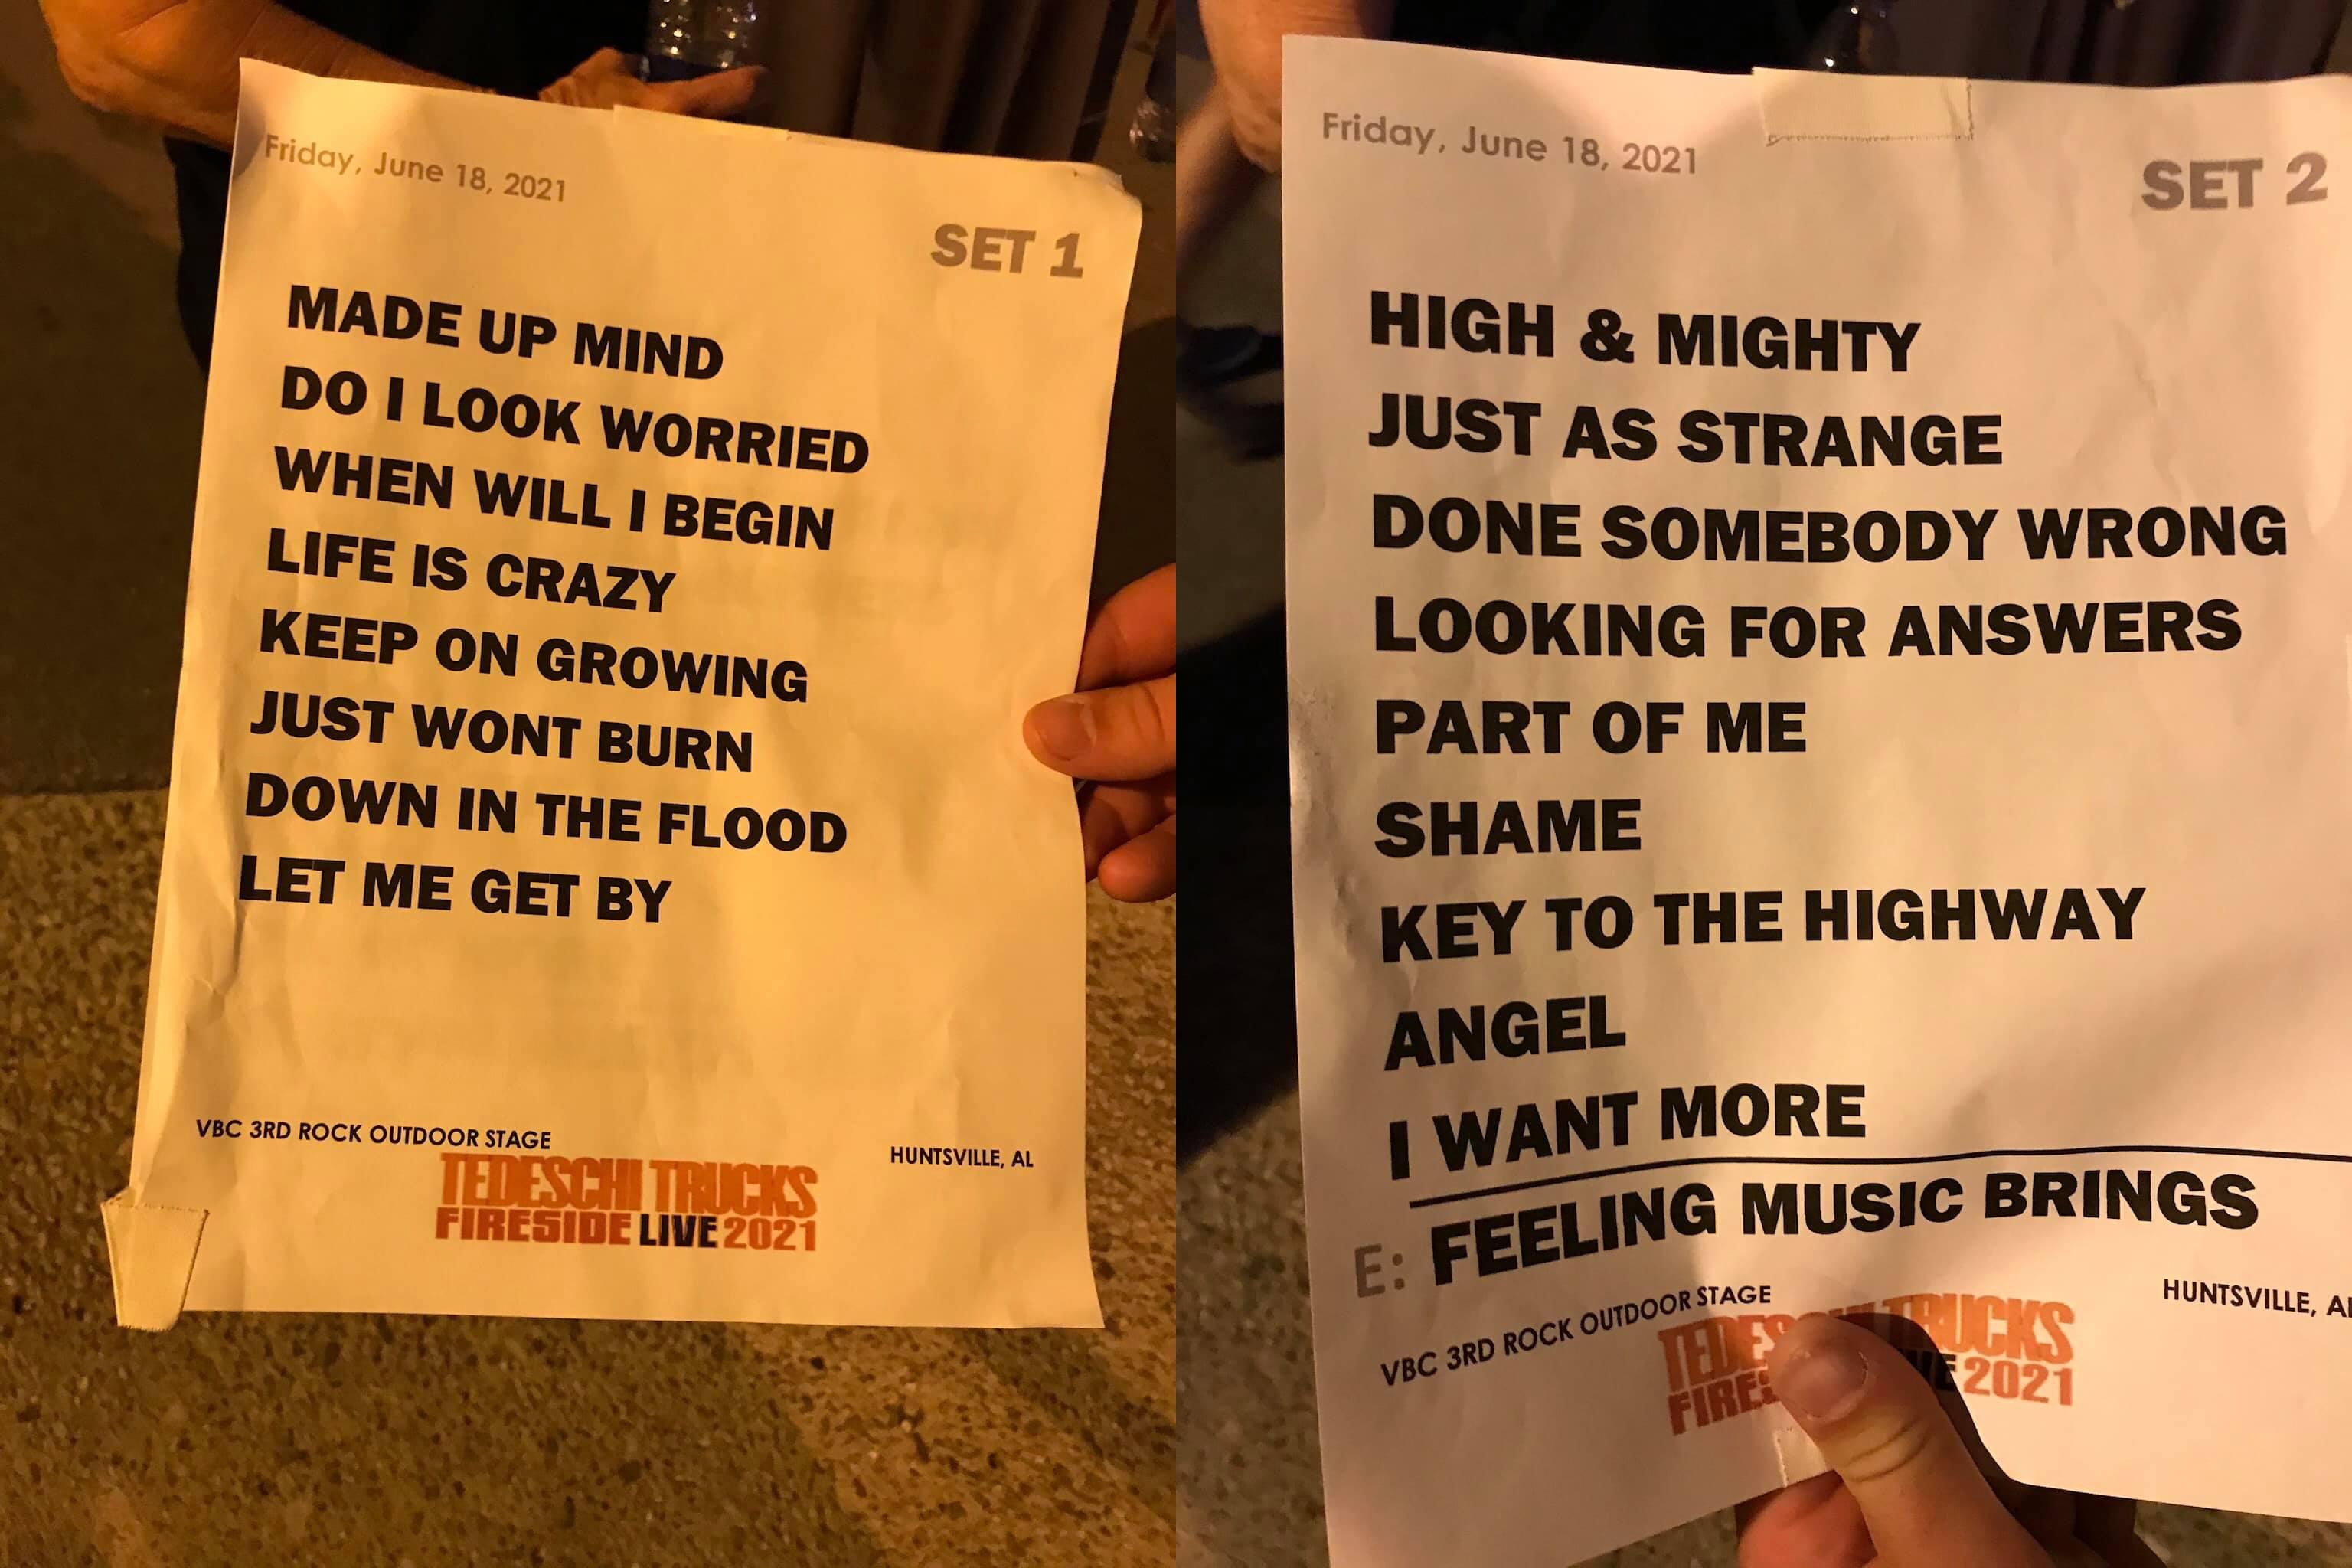 Friday, June 18, 2021
SET 1
MADE UP MIND
DO I LOOK WORRIED
WHEN WILL I BEGIN
LIFE IS CRAZY
KEEP ON GROWING
JUST WONT BURN
DOWN IN THE FLOOD
LET ME GET BY
VBC 3RD ROCK OUTDOOR STAGE
HUNTSVILLE, AL
TEDESCHI TRUCKS
FIRESIDE LIVE 2021
Friday, June 18, 2021
SET 2
HIGH & MIGHTY
JUST AS STRANGE
DONE SOMEBODY WRONG
LOOKING FOR ANSWERS
PART OF ME
SHAME
KEY TO THE HIGHWAY
ANGEL
I WANT MORE
E: FEELING MUSIC BRINGS
VBC 3RD ROCK OUTDOOR STAGE
HUNTSVILLE, AL
TRUCKS
2021